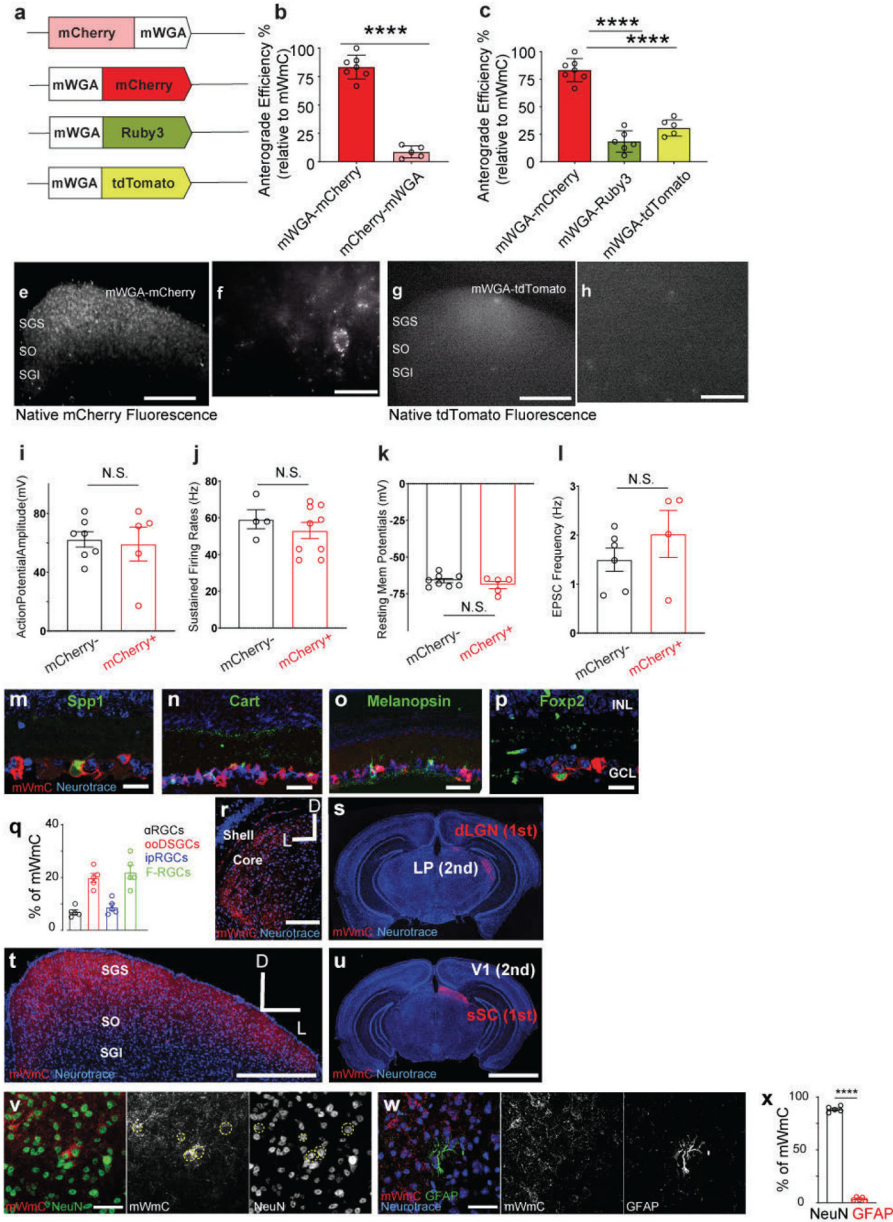 a
mCherry mWGA
mWGA mCherry
mWGA Ruby3
mWGA tdTomato
b
Anterograde Efficiency %
(relative to mWmC)
100
75
50
25
0
****
mWGA-mCherry
mCherry-mWGA
c
Anterograde Efficiency %
(relative to mWmC)
100
75
50
25
0
****
****
mWGA-mCherry
mWGA-Ruby3
mWGA-tdTomato
e
mWGA-mCherry
SGS
SO
SGI
f
Native mCherry Fluorescence
g
mWGA-tdTomato
SGS
SO
SGI
h
Native tdTomato Fluorescence
i
ActionPotentialAmplitude(mV)
80
40
0
N.S.
mCherry-
mCherry+
j
Sustained Firing Rates (Hz)
80
60
40
20
0
N.S.
mCherry-
mCherry+
k
Resting Mem Potentials (mV)
0
-25
-50
-75
N.S.
mCherry-
mCherry+
l
EPSC Frequency (Hz)
3
2
1
0
N.S.
mCherry-
mCherry+
m
Spp1
mWmC Neurotrace
n
Cart
o
Melanopsin
p
Foxp2
INL
GCL
q
% of mWmC
40
20
0
αRGCs
ooDSGCs
ipRGCs
F-RGCs
r
D
L
Shell
Core
mWmC Neurotrace
s
dLGN (1st)
LP (2nd)
mWmC Neurotrace
t
SGS
SO
SGI
D
L
mWmC Neurotrace
u
V1 (2nd)
sSC (1st)
mWmC Neurotrace
v
mWmC NeuN
mWmC
NeuN
w
mWmC GFAP
Neurotrace
mWmC
GFAP
x
% of mWmC
100
50
0
****
NeuN GFAP